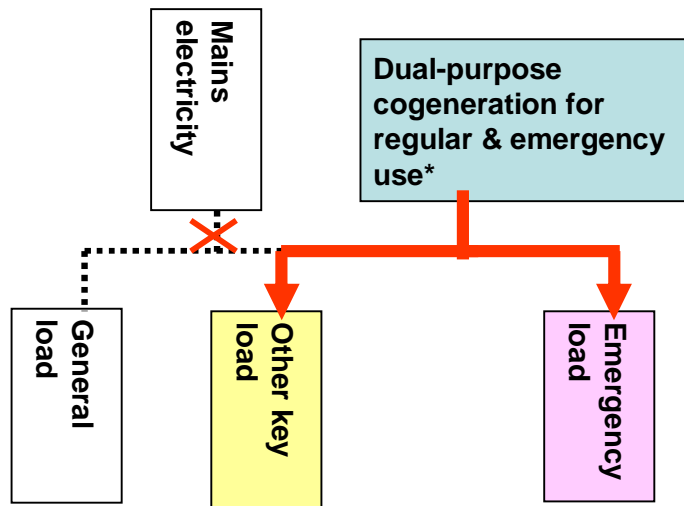 Mains
electricity
Dual-purpose
cogeneration for
regular & emergency
use*
General
load
Other key
load
Emergency
load